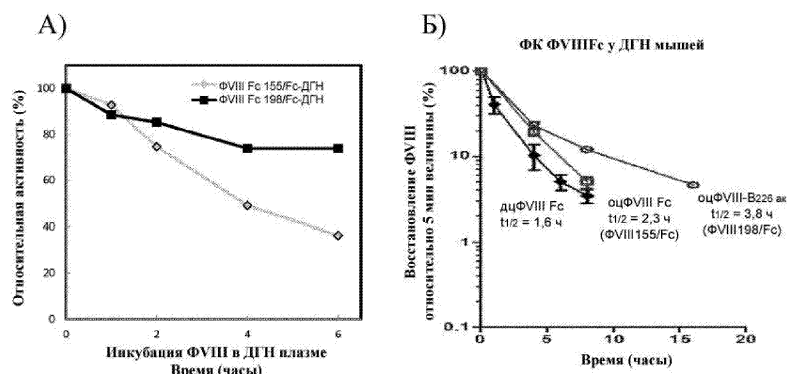 А)
Относительная активность (%)
100
80
60
40
20
0
0
2
4
6
ФVIII Fc 155/Fc-ДГН
ФVIII Fc 198/Fc-ДГН
Инкубация ФVIII в ДГН плазме
Время (часы)
Б)
ФК ФVIIIFc у ДГН мышей
Восстановление ФVIII
относительно 5 мин величины (%)
100
10
1
0.1
0
5
10
15
20
дцФVIII Fc
t1/2 = 1,6 ч
оцФVIII Fc
t1/2 = 2,3 ч
(ФVIII155/Fc)
оцФVIII-B226 ак
t1/2 = 3,8 ч
(ФVIII198/Fc)
Время (часы)